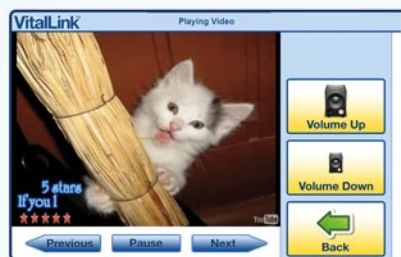 VitalLink
Playing Video
5 stars
If you l
YouTube
Previous
Pause
Next
Volume Up
Volume Down
Back